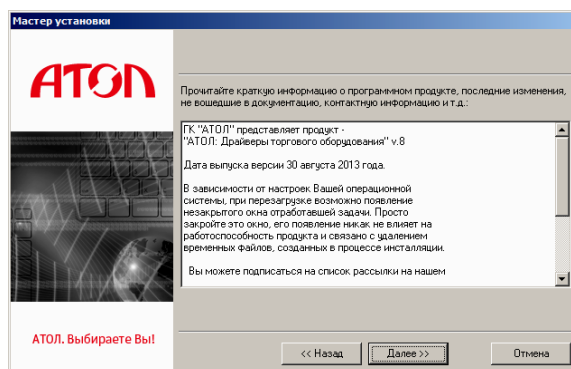 Мастер установки
АТОЛ
Прочитайте краткую информацию о программном продукте, последние изменения,
не вошедшие в документацию, контактную информацию и т.д.:
ГК "АТОЛ" представляет продукт -
"АТОЛ: Драйверы торгового оборудования" v.8
Дата выпуска версии 30 августа 2013 года.
В зависимости от настроек Вашей операционной
системы, при перезагрузке возможно появление
незакрытого окна отработавшей задачи. Просто
закройте это окно, его появление никак не влияет на
работоспособность продукта и связано с удалением
временных файлов, созданных в процессе инсталляции.
Вы можете подписаться на список рассылки на нашем
АТОЛ. Выбираете Вы!
<< Назад
Далее >>
Отмена